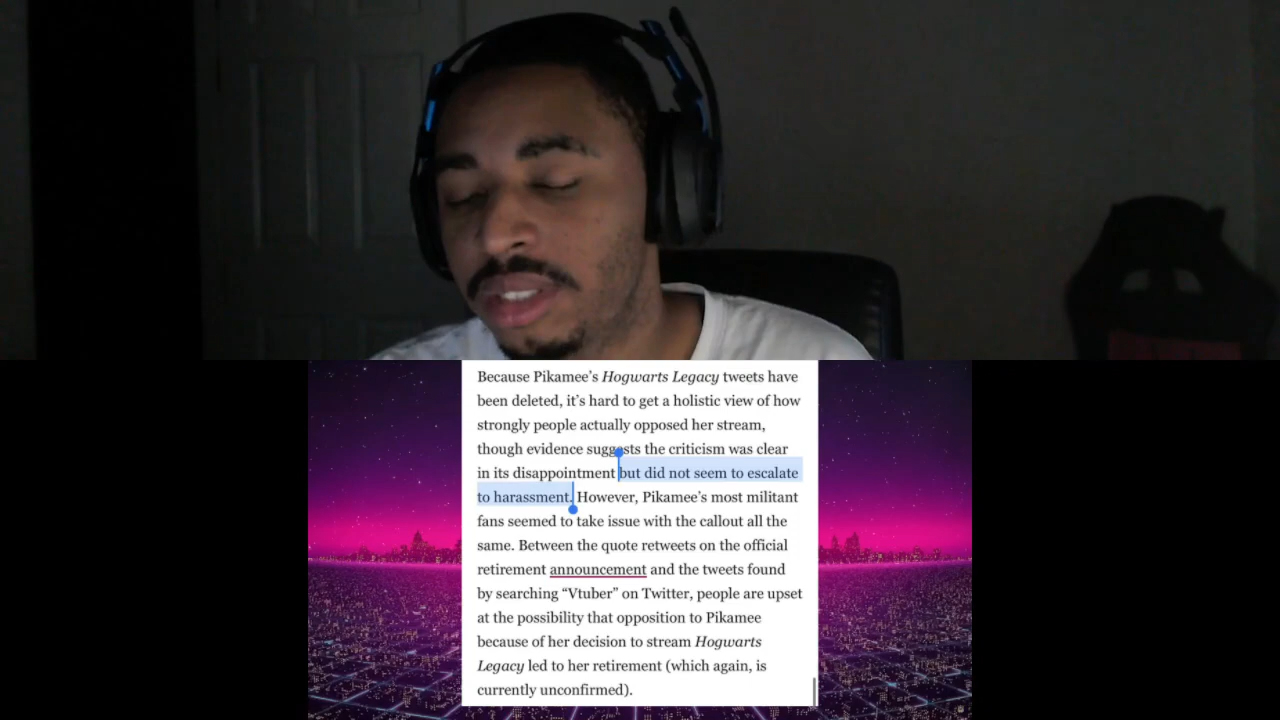 Because Pikamee’s Hogwarts Legacy tweets have
been deleted, it’s hard to get a holistic view of how
strongly people actually opposed her stream,
though evidence suggests the criticism was clear
in its disappointment but did not seem to escalate
to harassment. However, Pikamee’s most militant
fans seemed to take issue with the callout all the
same. Between the quote retweets on the official
retirement announcement and the tweets found
by searching “Vtuber” on Twitter, people are upset
at the possibility that opposition to Pikamee
because of her decision to stream Hogwarts
Legacy led to her retirement (which again, is
currently unconfirmed).